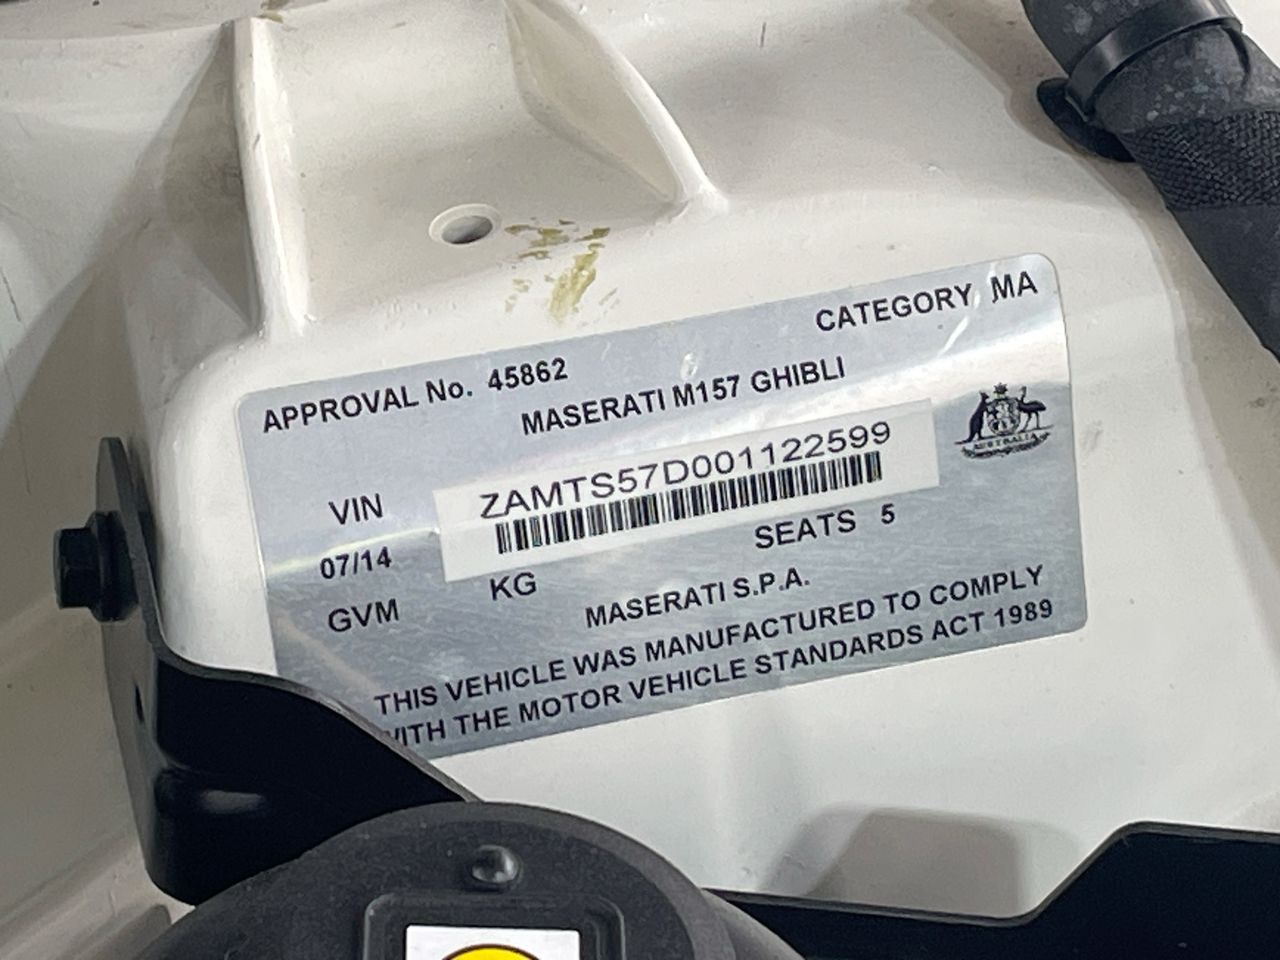 CATEGORY MA
APPROVAL No. 45862
MASERATI M157 GHIBLI
AUSTRALIA
VIN ZAMTS57D001122599
07/14 SEATS 5
GVM KG
MASERATI S.P.A.
THIS VEHICLE WAS MANUFACTURED TO COMPLY
WITH THE MOTOR VEHICLE STANDARDS ACT 1989